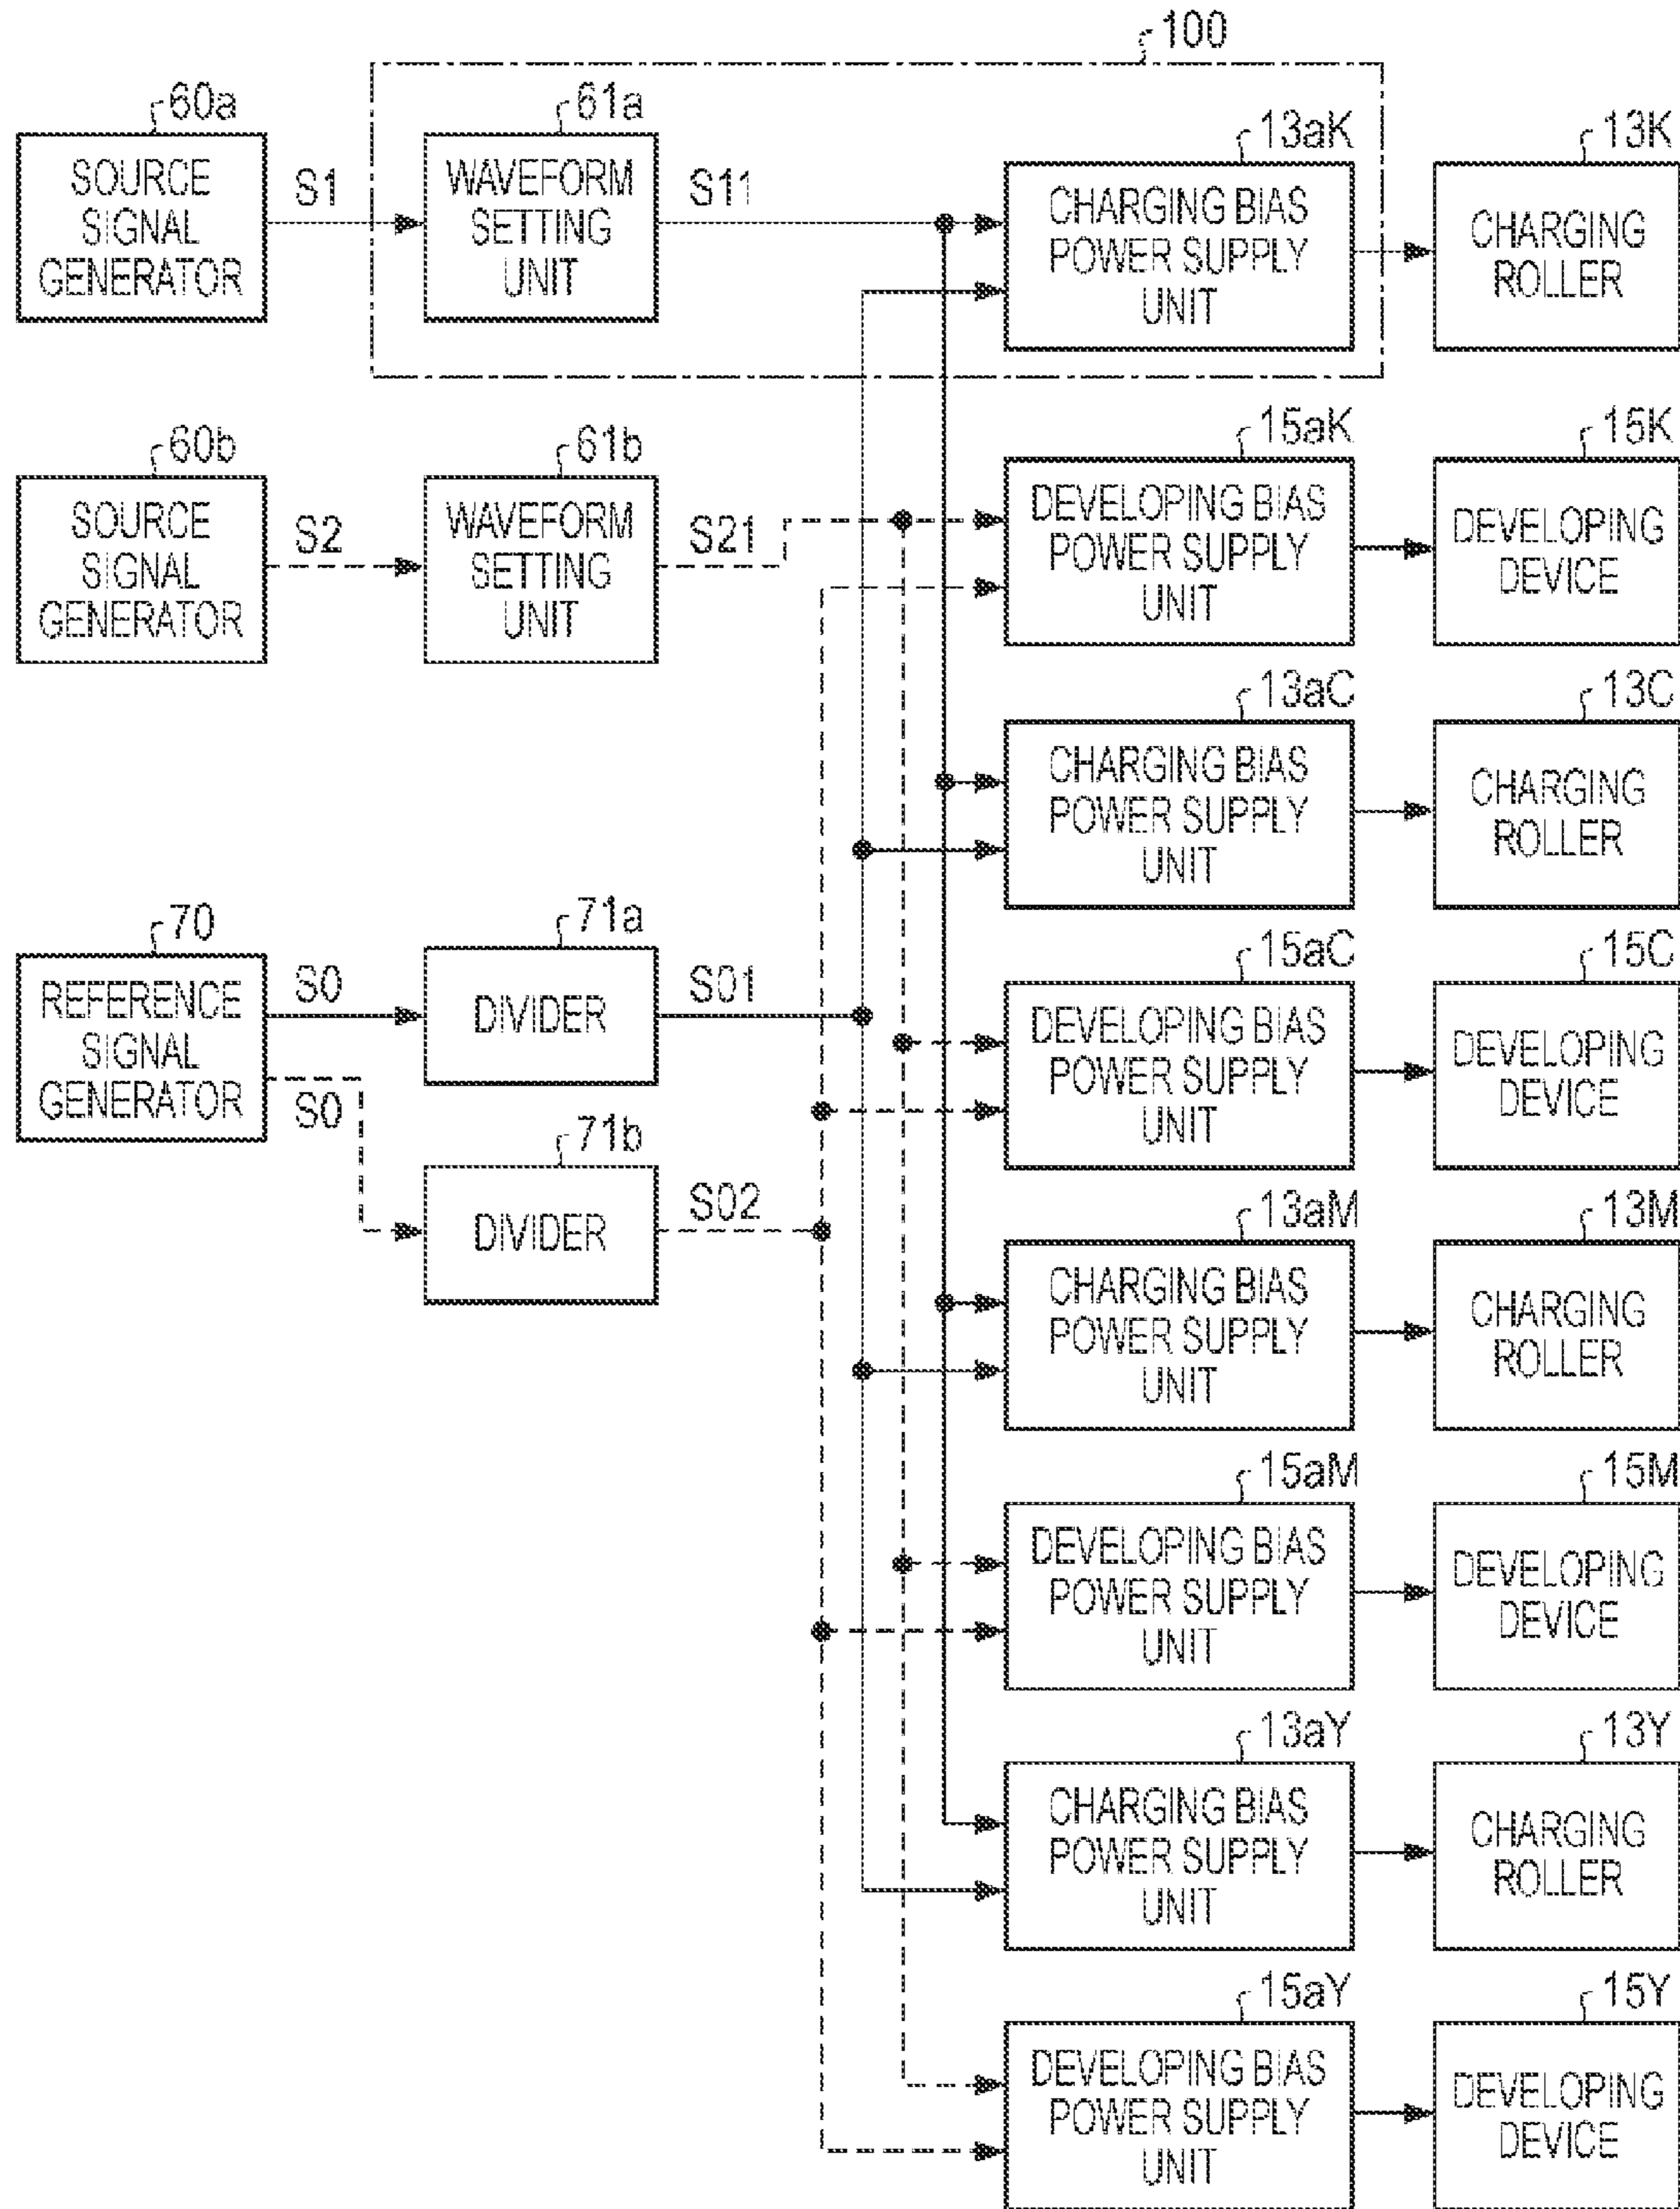 100
60a
SOURCE
SIGNAL
GENERATOR
S1
61a
WAVEFORM
SETTING
UNIT
S11
13aK
CHARGING BIAS
POWER SUPPLY
UNIT
13K
CHARGING
ROLLER
60b
SOURCE
SIGNAL
GENERATOR
S2
61b
WAVEFORM
SETTING
UNIT
S21
15aK
DEVELOPING BIAS
POWER SUPPLY
UNIT
15K
DEVELOPING
DEVICE
13aC
CHARGING BIAS
POWER SUPPLY
UNIT
13C
CHARGING
ROLLER
70
REFERENCE
SIGNAL
GENERATOR
S0
S0
71a
DIVIDER
S01
71b
DIVIDER
S02
15aC
DEVELOPING BIAS
POWER SUPPLY
UNIT
15C
DEVELOPING
DEVICE
13aM
CHARGING BIAS
POWER SUPPLY
UNIT
13M
CHARGING
ROLLER
15aM
DEVELOPING BIAS
POWER SUPPLY
UNIT
15M
DEVELOPING
DEVICE
13aY
CHARGING BIAS
POWER SUPPLY
UNIT
13Y
CHARGING
ROLLER
15aY
DEVELOPING BIAS
POWER SUPPLY
UNIT
15Y
DEVELOPING
DEVICE